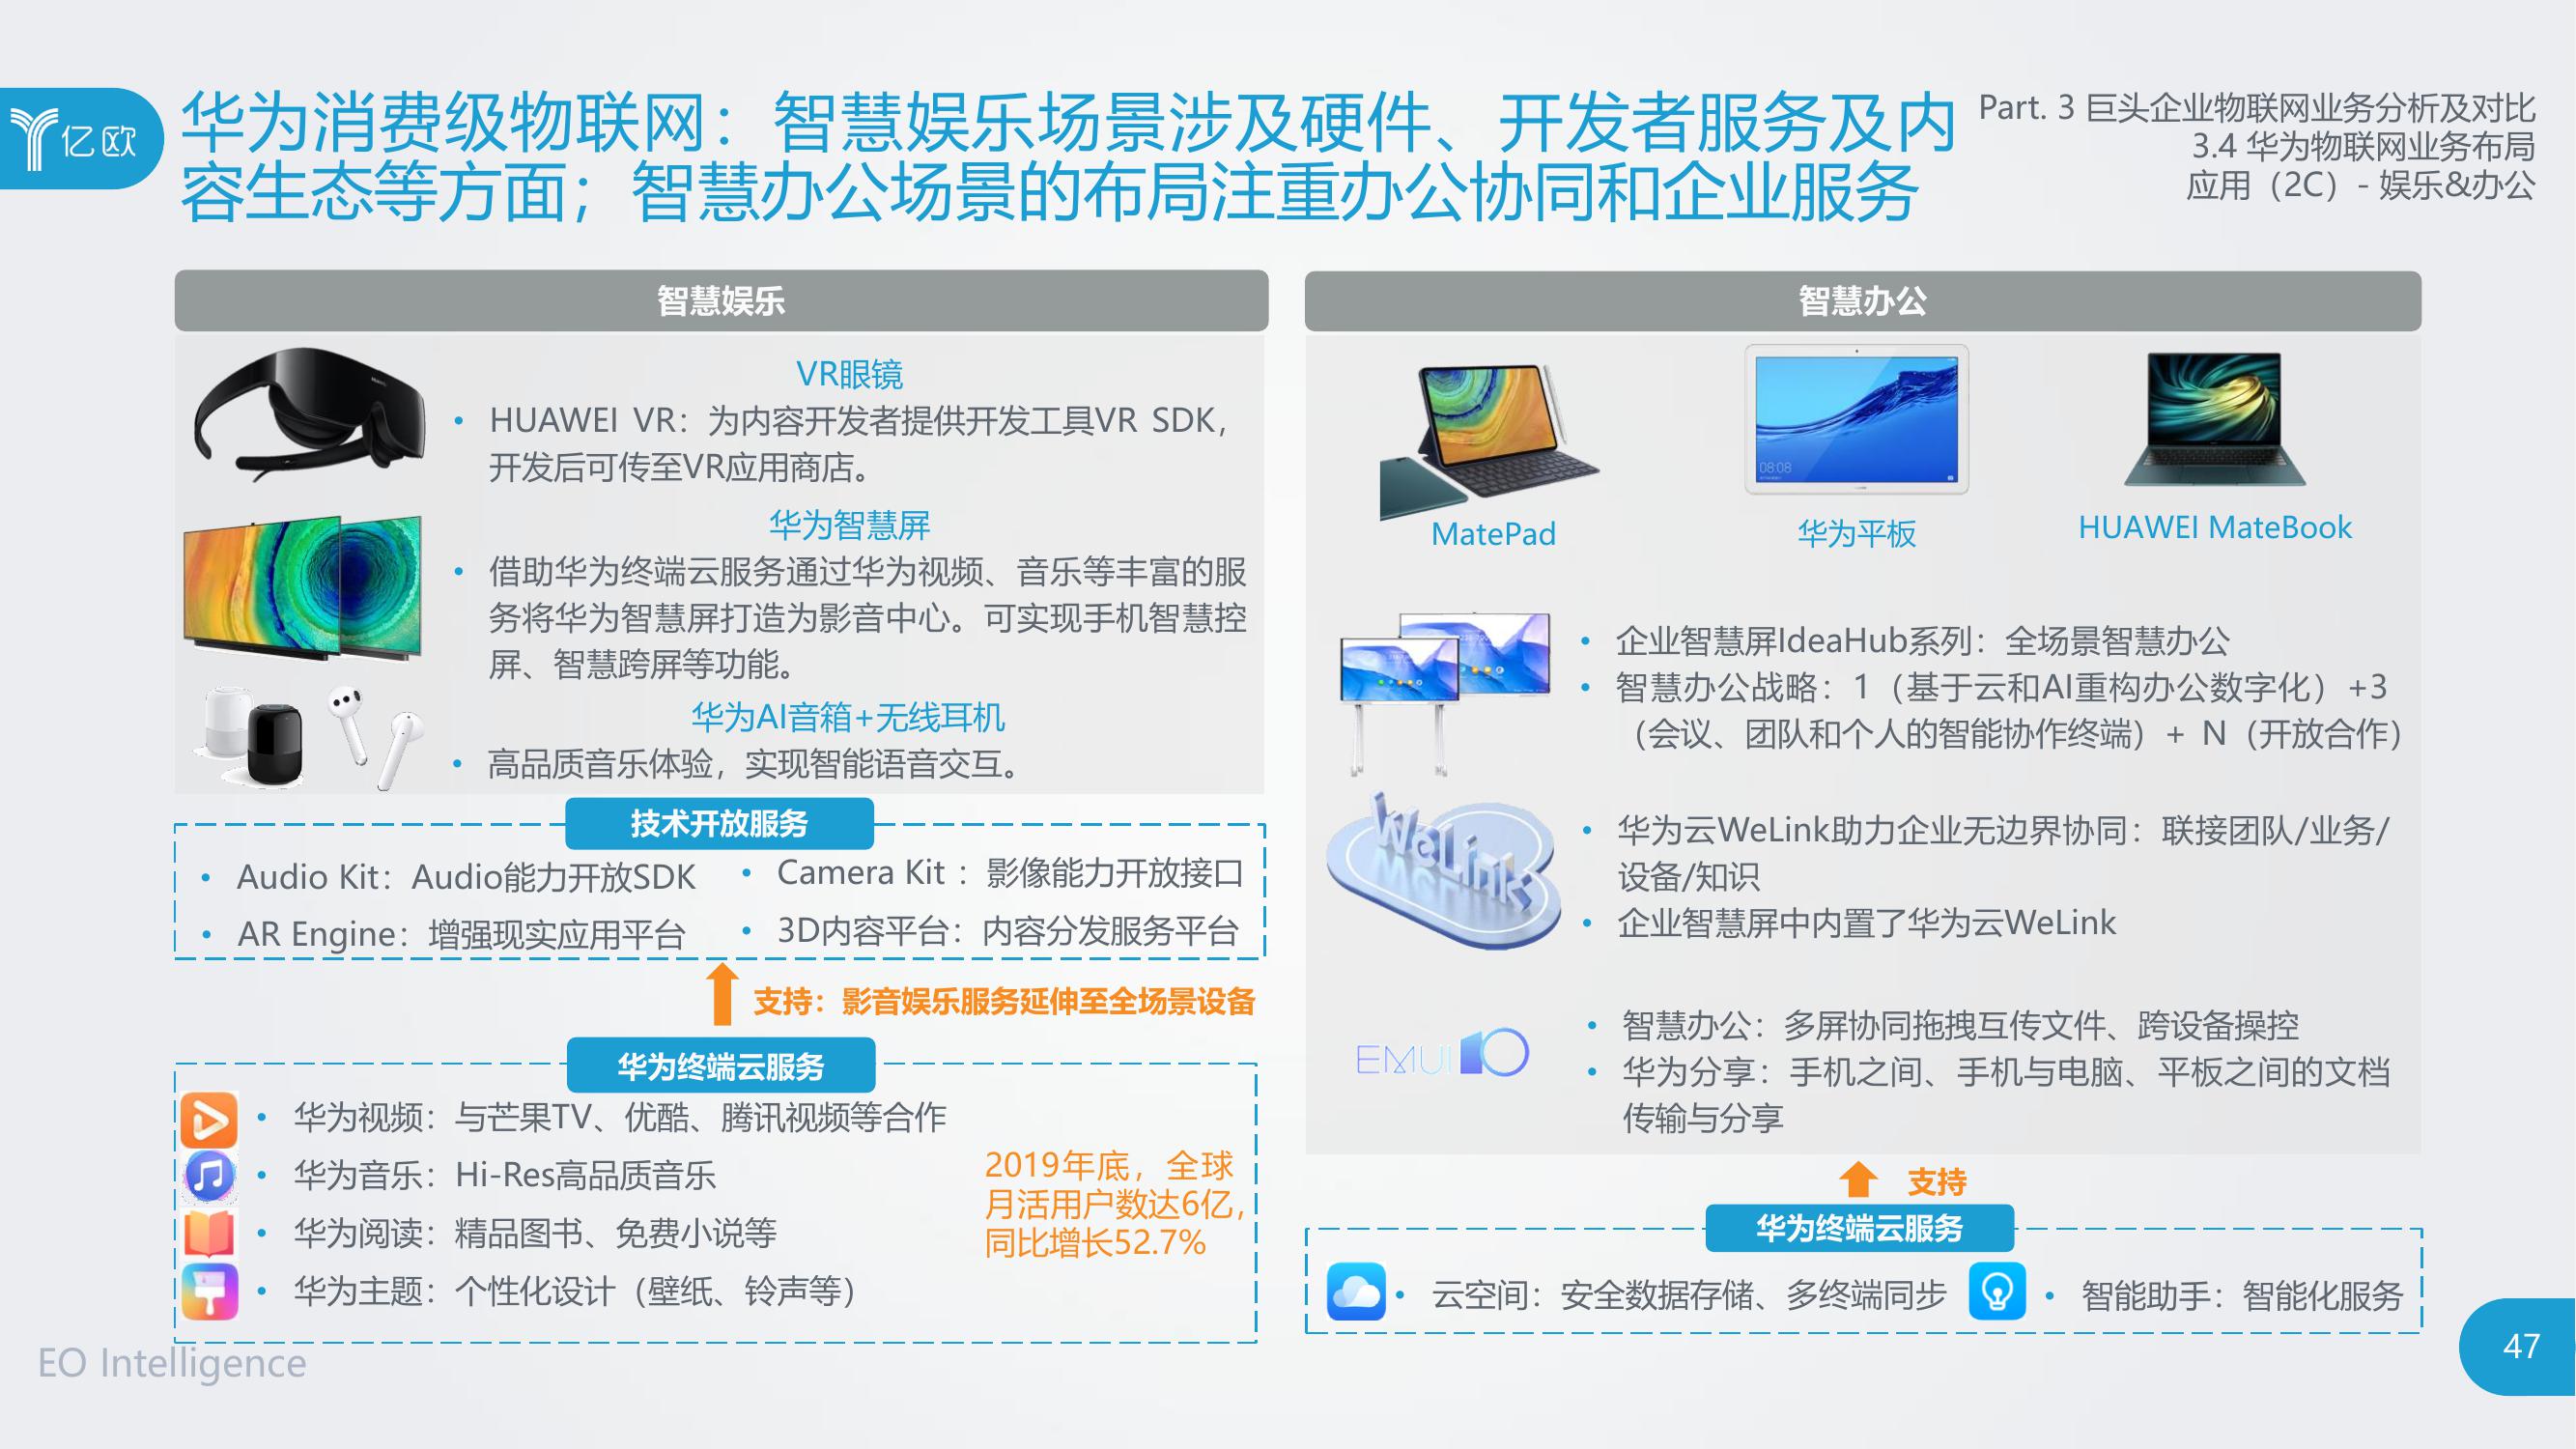 亿欧
华为消费级物联网：智慧娱乐场景涉及硬件、开发者服务及内
容生态等方面；智慧办公场景的布局注重办公协同和企业服务
Part. 3 巨头企业物联网业务分析及对比
3.4 华为物联网业务布局
应用（2C）- 娱乐&办公
智慧娱乐
VR眼镜
• HUAWEI VR：为内容开发者提供开发工具VR SDK，
开发后可传至VR应用商店。
华为智慧屏
• 借助华为终端云服务通过华为视频、音乐等丰富的服
务将华为智慧屏打造为影音中心。可实现手机智慧控
屏、智慧跨屏等功能。
华为AI音箱+无线耳机
• 高品质音乐体验，实现智能语音交互。
技术开放服务
• Audio Kit：Audio能力开放SDK
• Camera Kit ：影像能力开放接口
• AR Engine：增强现实应用平台
• 3D内容平台：内容分发服务平台
支持：影音娱乐服务延伸至全场景设备
华为终端云服务
• 华为视频：与芒果TV、优酷、腾讯视频等合作
• 华为音乐：Hi-Res高品质音乐
• 华为阅读：精品图书、免费小说等
• 华为主题：个性化设计（壁纸、铃声等）
2019年底，全球
月活用户数达6亿，
同比增长52.7%
智慧办公
08:08
MatePad
华为平板
HUAWEI MateBook
• 企业智慧屏IdeaHub系列：全场景智慧办公
• 智慧办公战略：1（基于云和AI重构办公数字化）+3
（会议、团队和个人的智能协作终端）+ N（开放合作）
WeLink
• 华为云WeLink助力企业无边界协同：联接团队/业务/
设备/知识
• 企业智慧屏中内置了华为云WeLink
EMUI10
• 智慧办公：多屏协同拖拽互传文件、跨设备操控
• 华为分享：手机之间、手机与电脑、平板之间的文档
传输与分享
支持
华为终端云服务
• 云空间：安全数据存储、多终端同步
• 智能助手：智能化服务
EO Intelligence
47